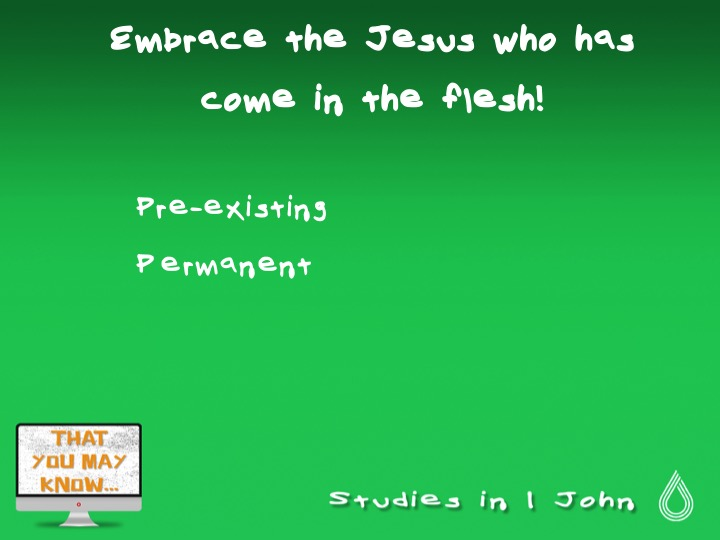 Embrace the Jesus who has
come in the flesh!
Pre-existing
Permanent
THAT
YOU MAY
KNOW...
Studies in 1 John